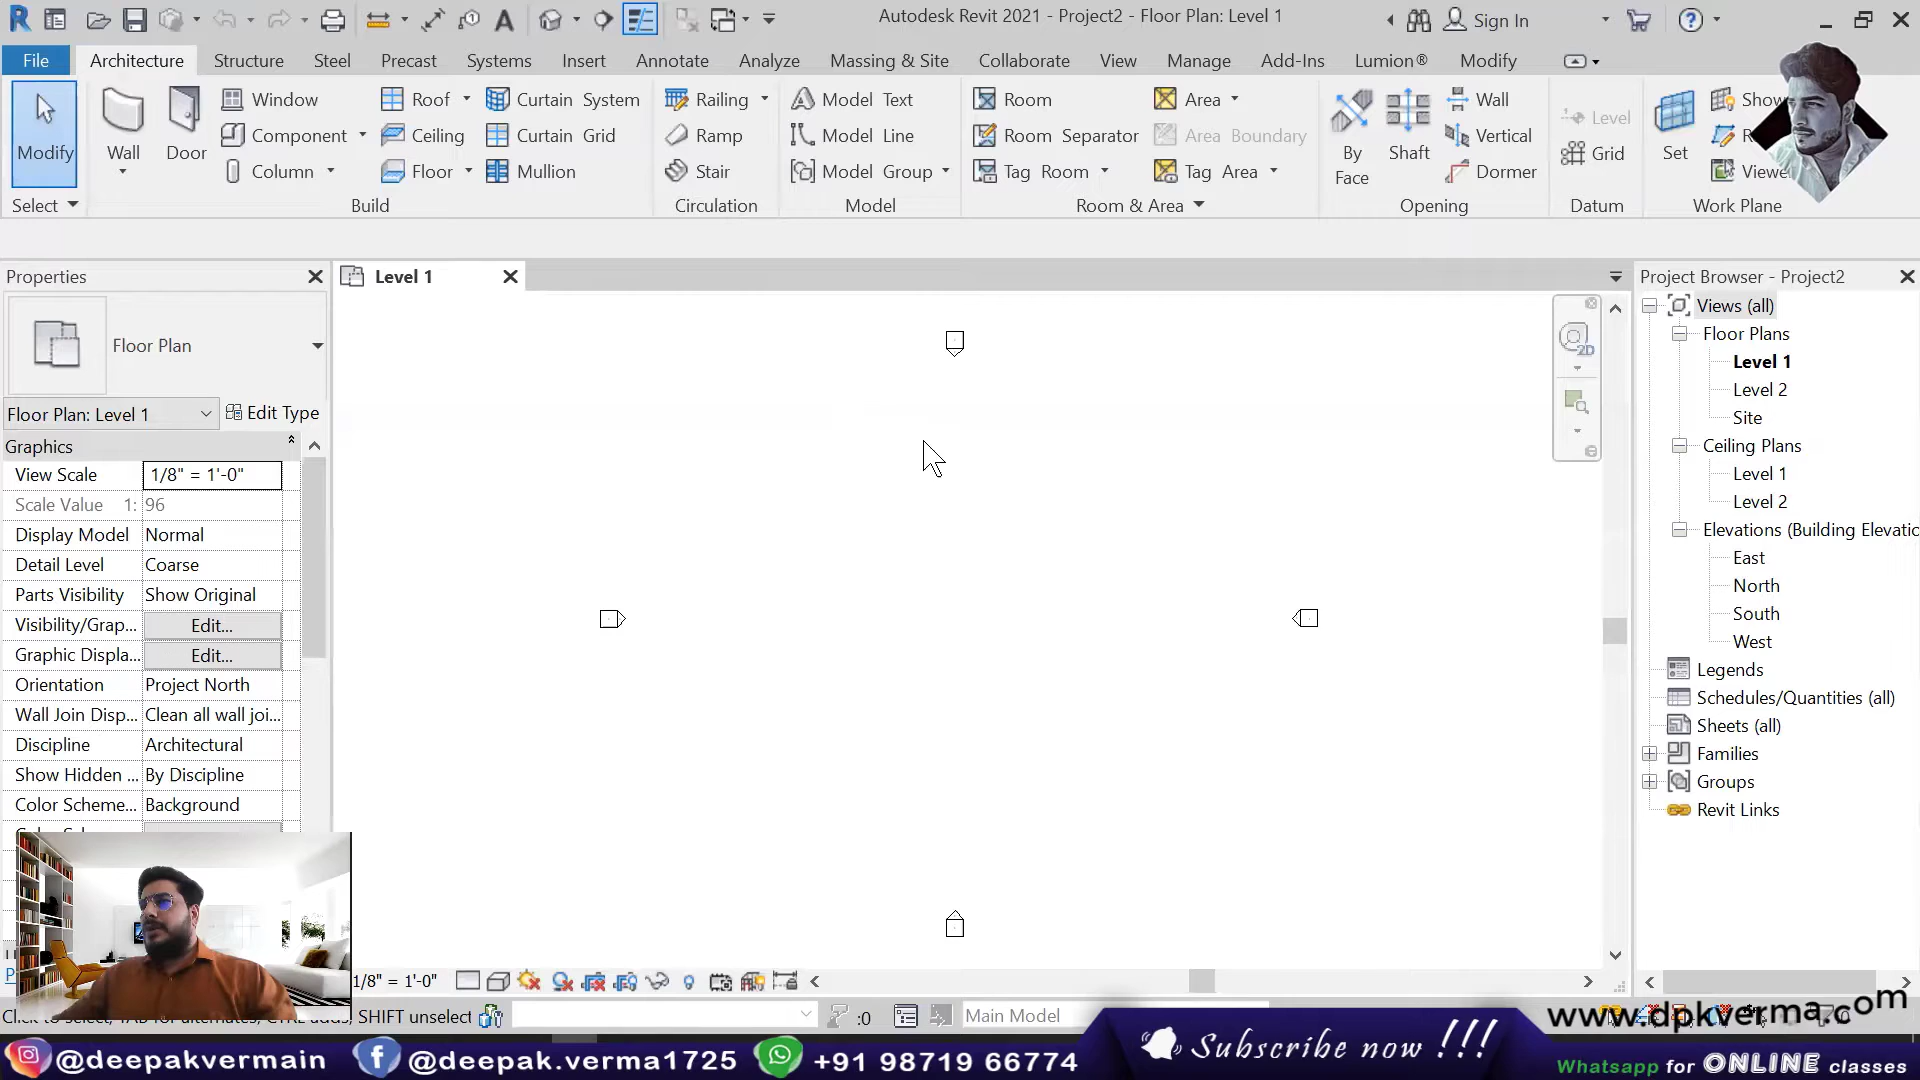 Autodesk Revit 2021 - Project2 - Floor Plan: Level 1
Sign In
File
Architecture
Structure
Steel
Precast
Systems
Insert
Annotate
Analyze
Massing & Site
Collaborate
View
Manage
Add-Ins
Lumion®
Modify
Modify
Wall
Door
Window
Component
Column
Roof
Ceiling
Floor
Curtain System
Curtain Grid
Mullion
Railing
Ramp
Stair
Model Text
Model Line
Model Group
Room
Room Separator
Tag Room
Area
Area Boundary
Tag Area
By
Face
Shaft
Wall
Vertical
Dormer
Level
Grid
Set
Show
Select
Build
Circulation
Model
Room & Area
Opening
Datum
Work Plane
Properties
Level 1
Project Browser - Project2
Floor Plan
Floor Plan: Level 1
Edit Type
Graphics
View Scale 1/8" = 1'-0"
Scale Value 1: 96
Display Model Normal
Detail Level Coarse
Parts Visibility Show Original
Visibility/Grap... Edit...
Graphic Displa... Edit...
Orientation Project North
Wall Join Disp... Clean all wall joi...
Discipline Architectural
Show Hidden ... By Discipline
Color Scheme... Background
2D
Views (all)
Floor Plans
Level 1
Level 2
Site
Ceiling Plans
Level 1
Level 2
Elevations (Building Elevatic
East
North
South
West
Legends
Schedules/Quantities (all)
Sheets (all)
Families
Groups
Revit Links
1/8" = 1'-0"
SHIFT unselect
:0
Main Model
www.dpkverma.com
@deepakvermain
@deepak.verma1725
+91 98719 66774
Subscribe now !!!
Whatsapp for ONLINE classes